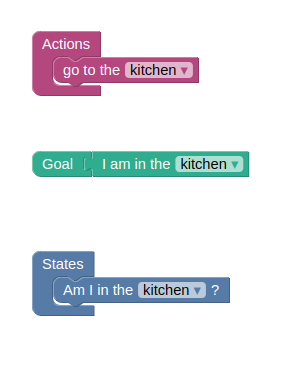 Actions
go to the kitchen ▾
Goal I am in the kitchen ▾
States
Am I in the kitchen ▾ ?